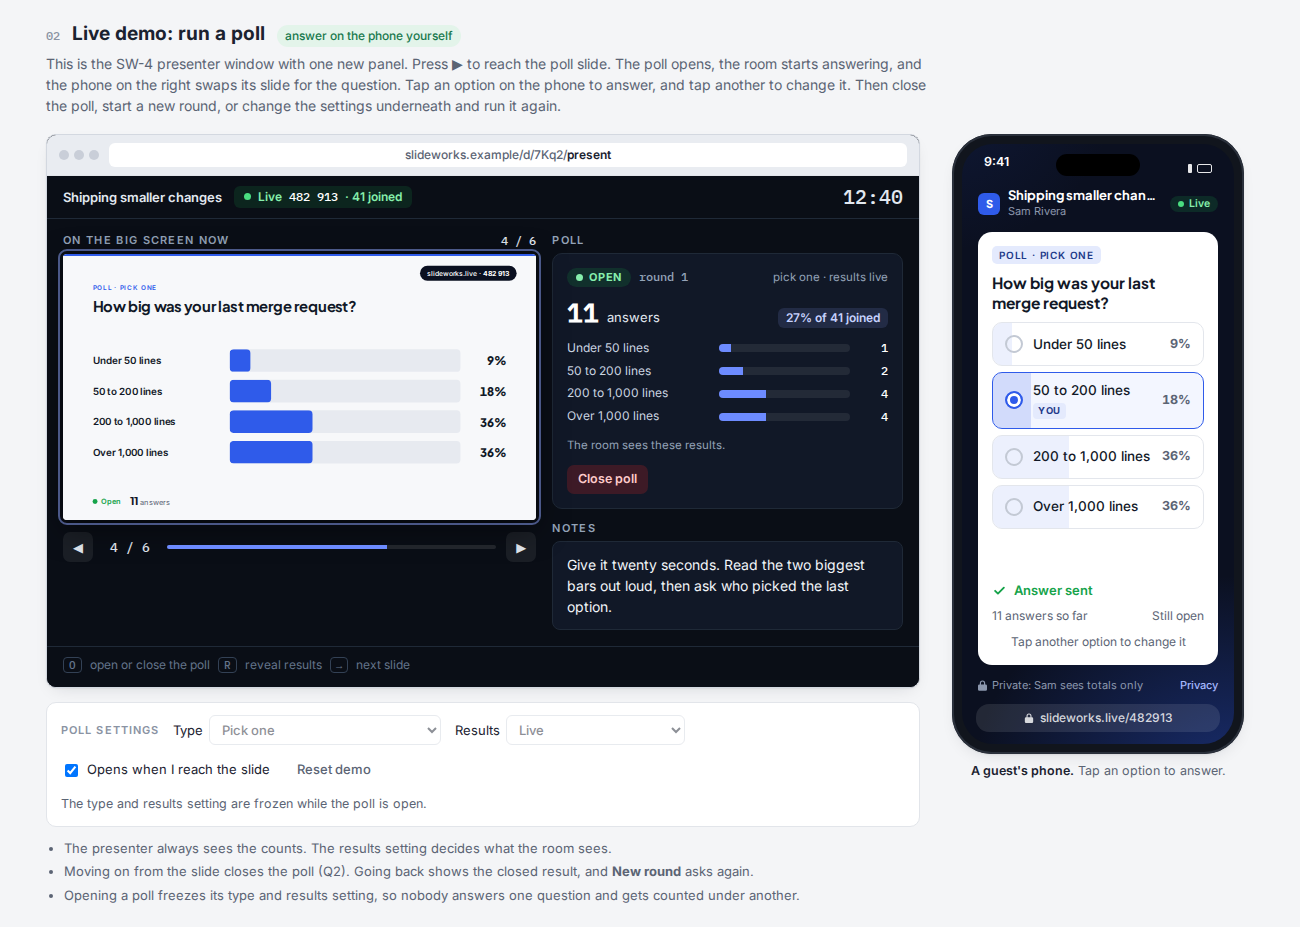 02 Live demo: run a poll answer on the phone yourself
This is the SW-4 presenter window with one new panel. Press ▶ to reach the poll slide. The poll opens, the room starts answering, and
the phone on the right swaps its slide for the question. Tap an option on the phone to answer, and tap another to change it. Then close
the poll, start a new round, or change the settings underneath and run it again.
slideworks.example/d/7Kq2/present
Shipping smaller changes Live 482 913 · 41 joined 12:40
ON THE BIG SCREEN NOW 4 / 6
slideworks.live · 482 913
POLL · PICK ONE
How big was your last merge request?
Under 50 lines 9%
50 to 200 lines 18%
200 to 1,000 lines 36%
Over 1,000 lines 36%
Open 11 answers
◀ 4 / 6 ▶
POLL
OPEN round 1 pick one · results live
11 answers 27% of 41 joined
Under 50 lines 1
50 to 200 lines 2
200 to 1,000 lines 4
Over 1,000 lines 4
The room sees these results.
Close poll
NOTES
Give it twenty seconds. Read the two biggest
bars out loud, then ask who picked the last
option.
O open or close the poll R reveal results → next slide
POLL SETTINGS Type Pick one Results Live
Opens when I reach the slide Reset demo
The type and results setting are frozen while the poll is open.
• The presenter always sees the counts. The results setting decides what the room sees.
• Moving on from the slide closes the poll (Q2). Going back shows the closed result, and New round asks again.
• Opening a poll freezes its type and results setting, so nobody answers one question and gets counted under another.
9:41
S Shipping smaller chan... Live
Sam Rivera
POLL · PICK ONE
How big was your last
merge request?
Under 50 lines 9%
50 to 200 lines 18%
YOU
200 to 1,000 lines 36%
Over 1,000 lines 36%
✓ Answer sent
11 answers so far Still open
Tap another option to change it
Private: Sam sees totals only Privacy
slideworks.live/482913
A guest's phone. Tap an option to answer.